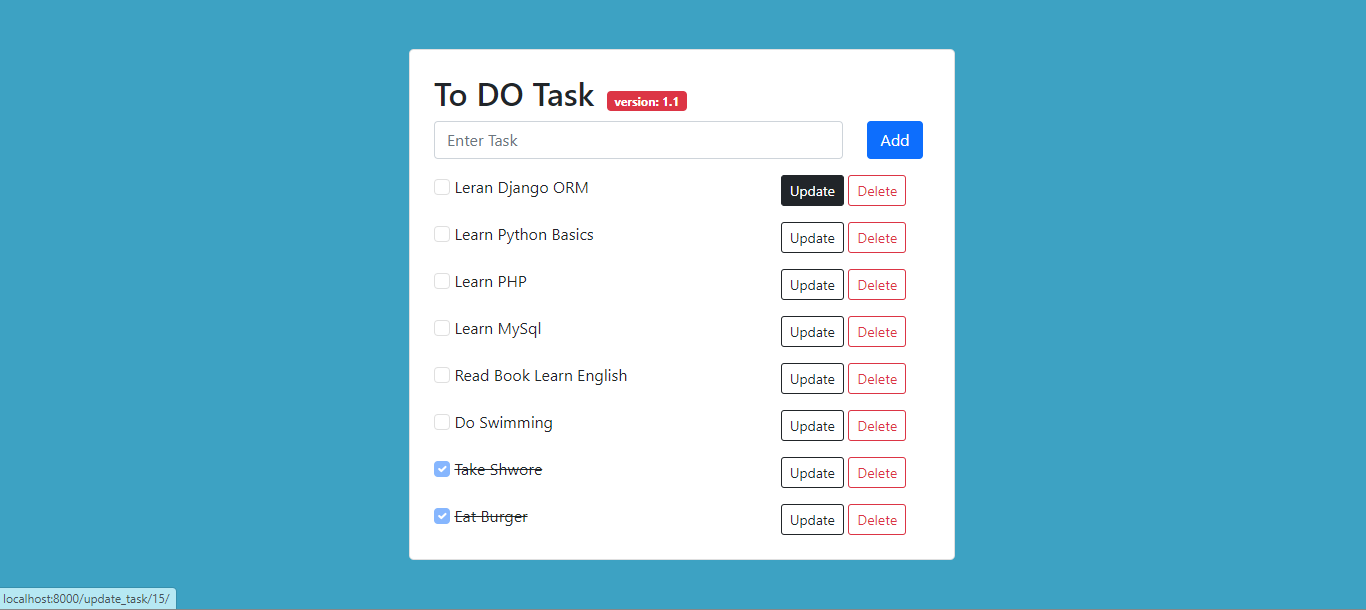 To DO Task version: 1.1
Enter Task Add
Leran Django ORM Update Delete
Learn Python Basics Update Delete
Learn PHP Update Delete
Learn MySql Update Delete
Read Book Learn English Update Delete
Do Swimming Update Delete
Take Shwore Update Delete
Eat Burger Update Delete
localhost:8000/update_task/15/